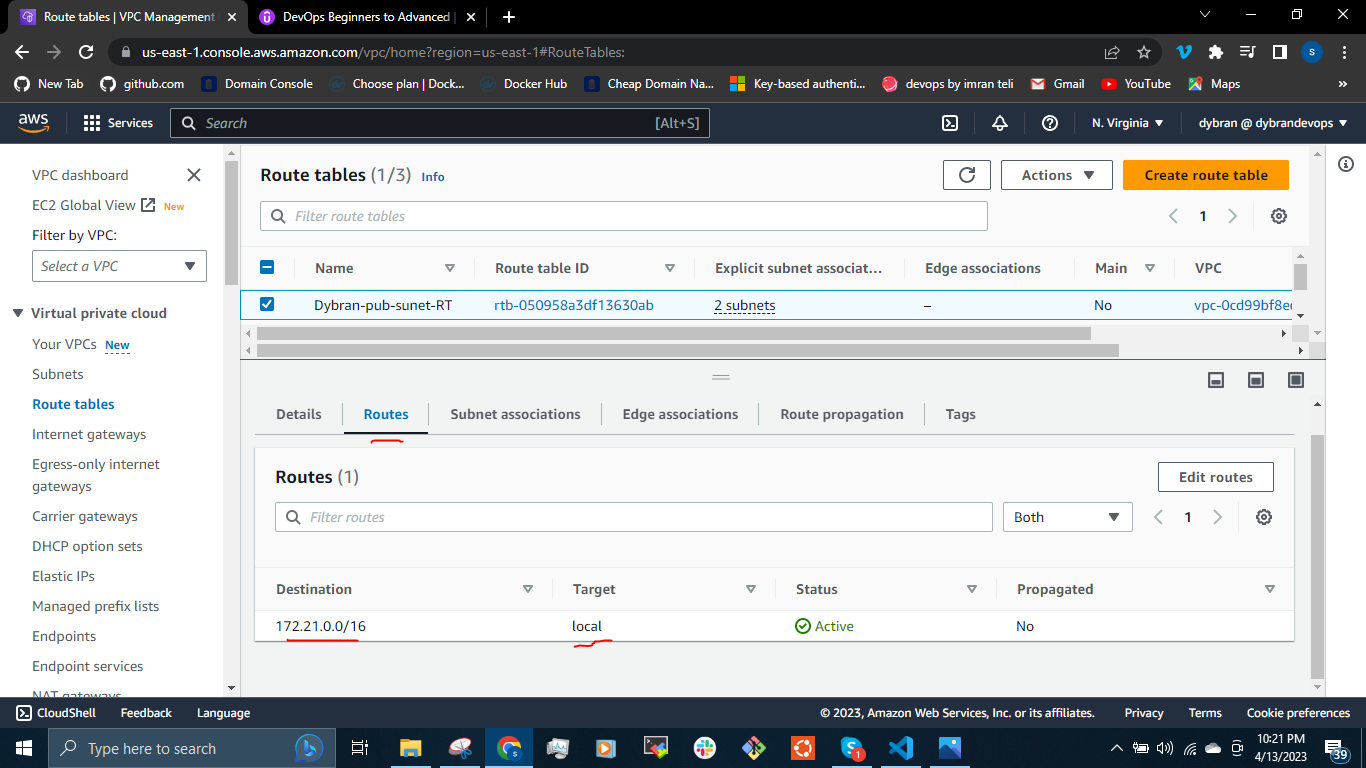 Route tables | VPC Management
DevOps Beginners to Advanced |
us-east-1.console.aws.amazon.com/vpc/home?region=us-east-1#RouteTables:
S
New Tab github.com Domain Console Choose plan | Dock... Docker Hub Cheap Domain Na... Key-based authenti... devops by imran teli Gmail YouTube Maps »
aws Services Search [Alt+S] N. Virginia dybran @ dybrandevops
VPC dashboard
EC2 Global View New
Filter by VPC:
Select a VPC
Virtual private cloud
Your VPCs New
Subnets
Route tables
Internet gateways
Egress-only internet
gateways
Carrier gateways
DHCP option sets
Elastic IPs
Managed prefix lists
Endpoints
Endpoint services
NAT gateways
Route tables (1/3) Info
Actions
Create route table
Filter route tables
1
Name Route table ID Explicit subnet associat... Edge associations Main VPC
Dybran-pub-sunet-RT rtb-050958a3df13630ab 2 subnets – No vpc-0cd99bf8e
Details Routes Subnet associations Edge associations Route propagation Tags
Routes (1)
Edit routes
Filter routes
Both
1
Destination Target Status Propagated
172.21.0.0/16 local Active No
CloudShell Feedback Language © 2023, Amazon Web Services, Inc. or its affiliates. Privacy Terms Cookie preferences
Type here to search
1
10:21 PM
4/13/2023
39